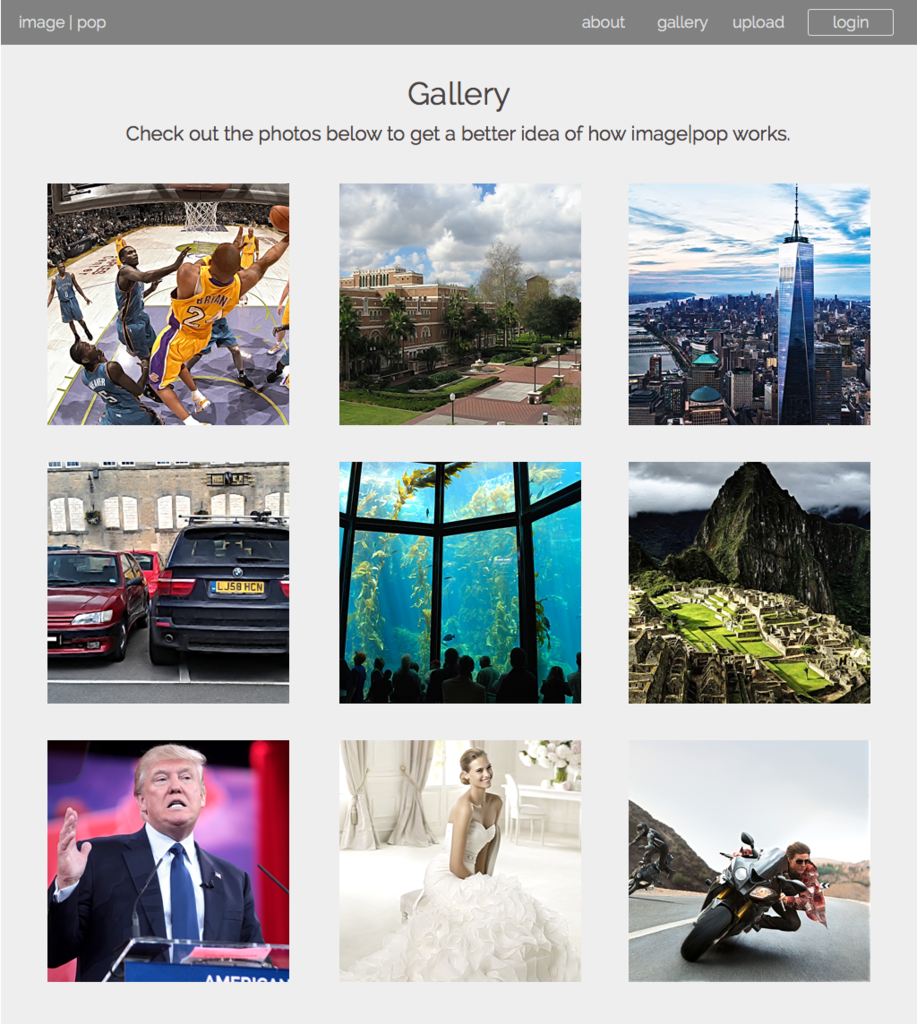 image | pop
about gallery upload login
Gallery
Check out the photos below to get a better idea of how image|pop works.
BRYANT
24
5
LJ58 HCN
AMERICAN